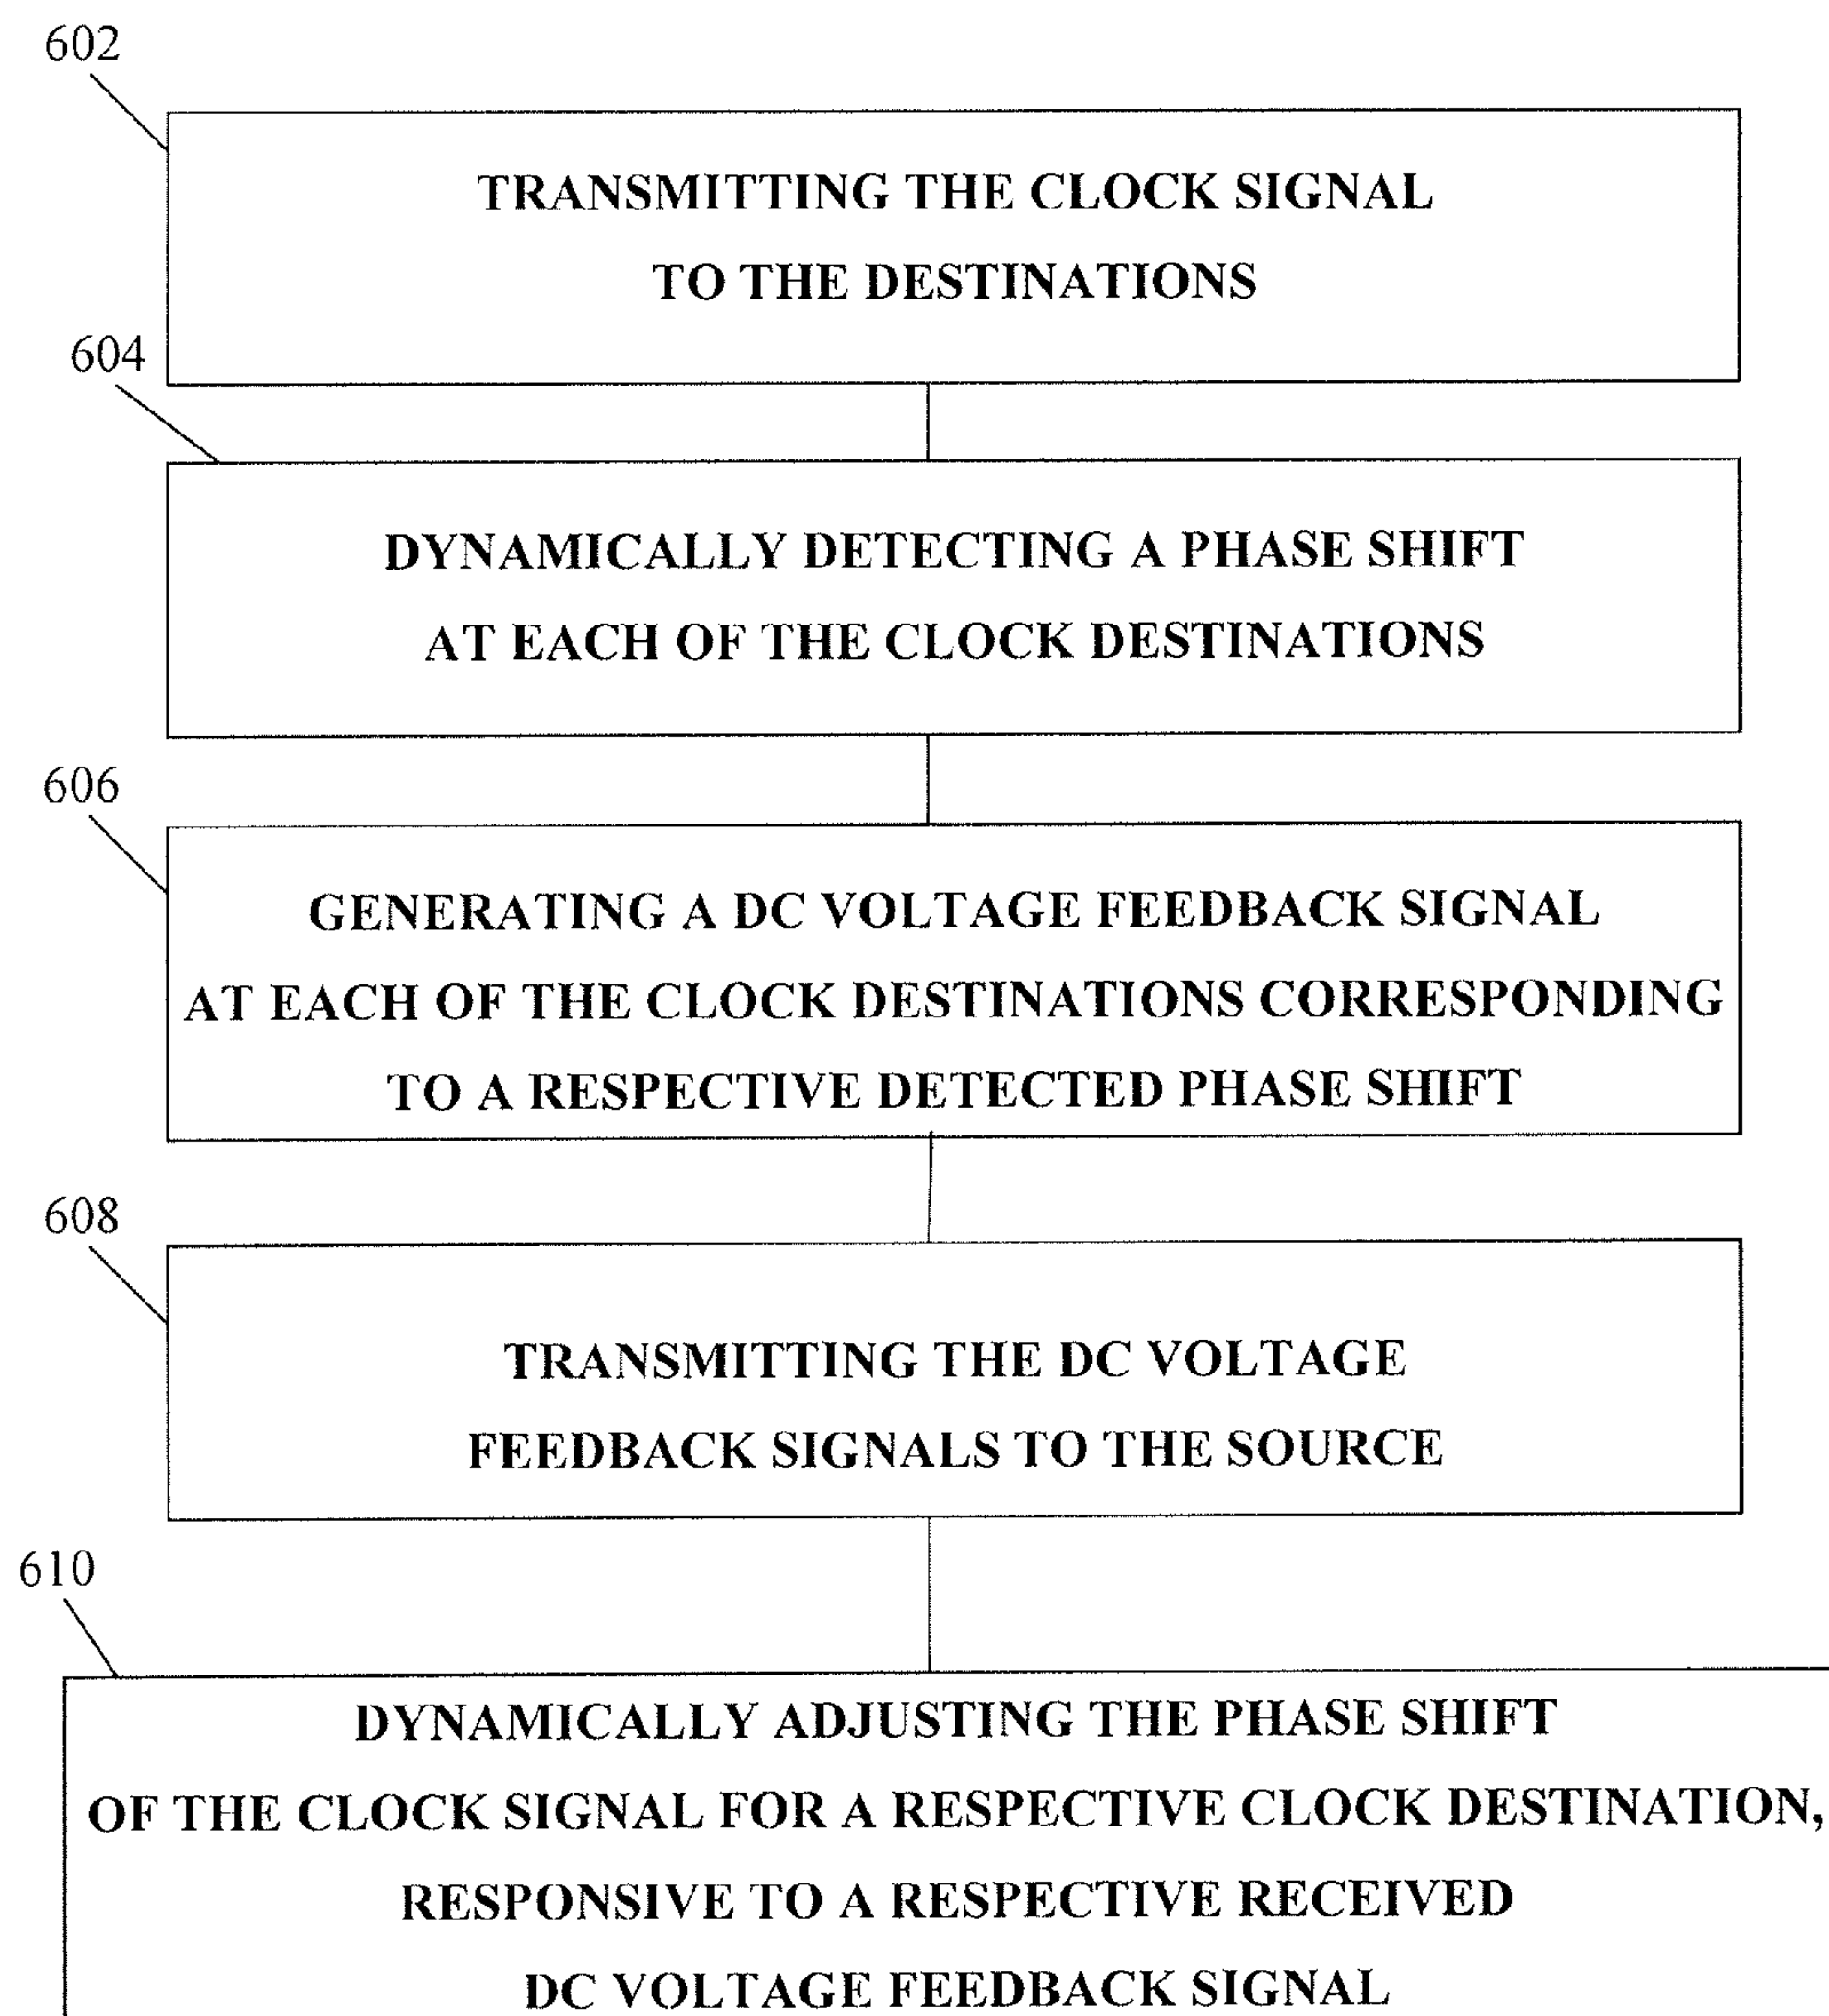 602
TRANSMITTING THE CLOCK SIGNAL
TO THE DESTINATIONS
604
DYNAMICALLY DETECTING A PHASE SHIFT
AT EACH OF THE CLOCK DESTINATIONS
606
GENERATING A DC VOLTAGE FEEDBACK SIGNAL
AT EACH OF THE CLOCK DESTINATIONS CORRESPONDING
TO A RESPECTIVE DETECTED PHASE SHIFT
608
TRANSMITTING THE DC VOLTAGE
FEEDBACK SIGNALS TO THE SOURCE
610
DYNAMICALLY ADJUSTING THE PHASE SHIFT
OF THE CLOCK SIGNAL FOR A RESPECTIVE CLOCK DESTINATION,
RESPONSIVE TO A RESPECTIVE RECEIVED
DC VOLTAGE FEEDBACK SIGNAL